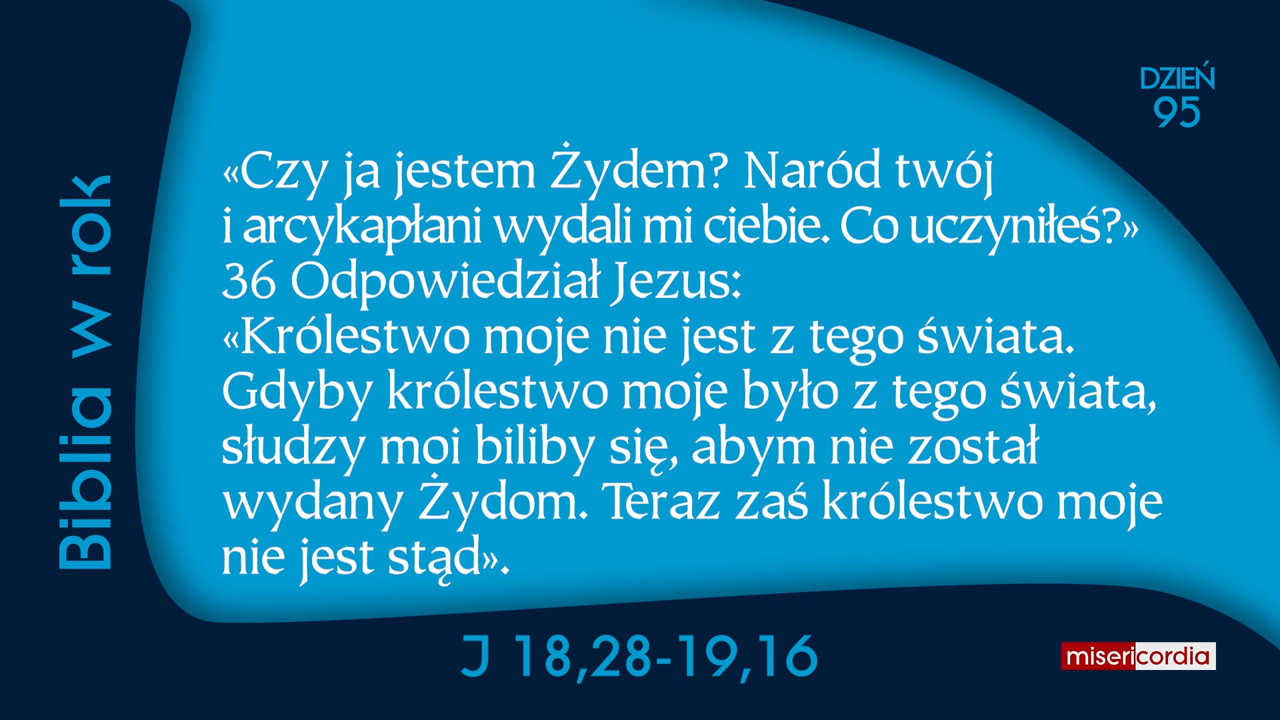 DZIEŃ
95
Biblia w rok
«Czy ja jestem Żydem? Naród twój
i arcykapłani wydali mi ciebie. Co uczyniłeś?»
36 Odpowiedział Jezus:
«Królestwo moje nie jest z tego świata.
Gdyby królestwo moje było z tego świata,
słudzy moi biliby się, abym nie został
wydany Żydom. Teraz zaś królestwo moje
nie jest stąd».
J 18,28-19,16
misericordia